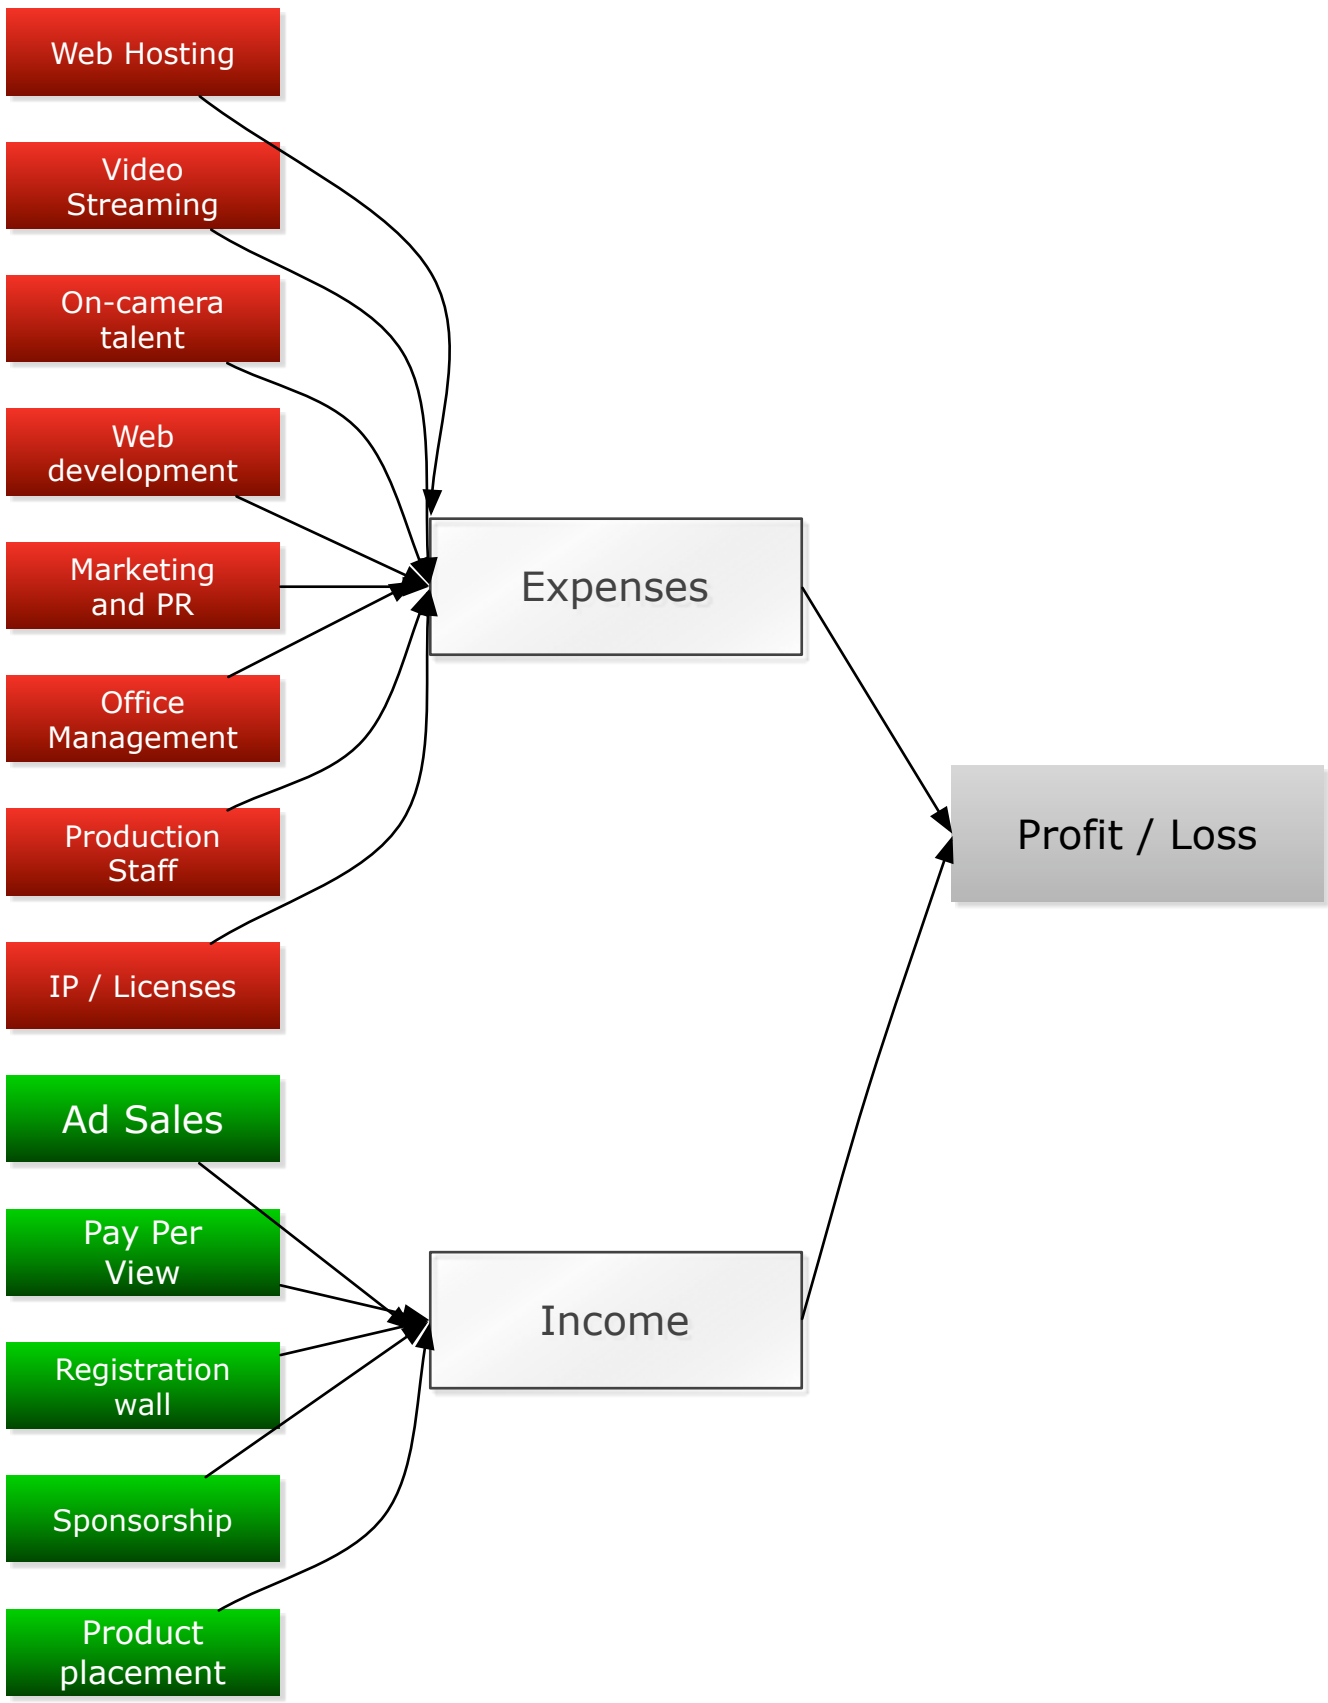 Web Hosting
Video
Streaming
On-camera
talent
Web
development
Marketing
and PR
Office
Management
Production
Staff
IP / Licenses
Expenses
Profit / Loss
Ad Sales
Pay Per
View
Registration
wall
Sponsorship
Product
placement
Income